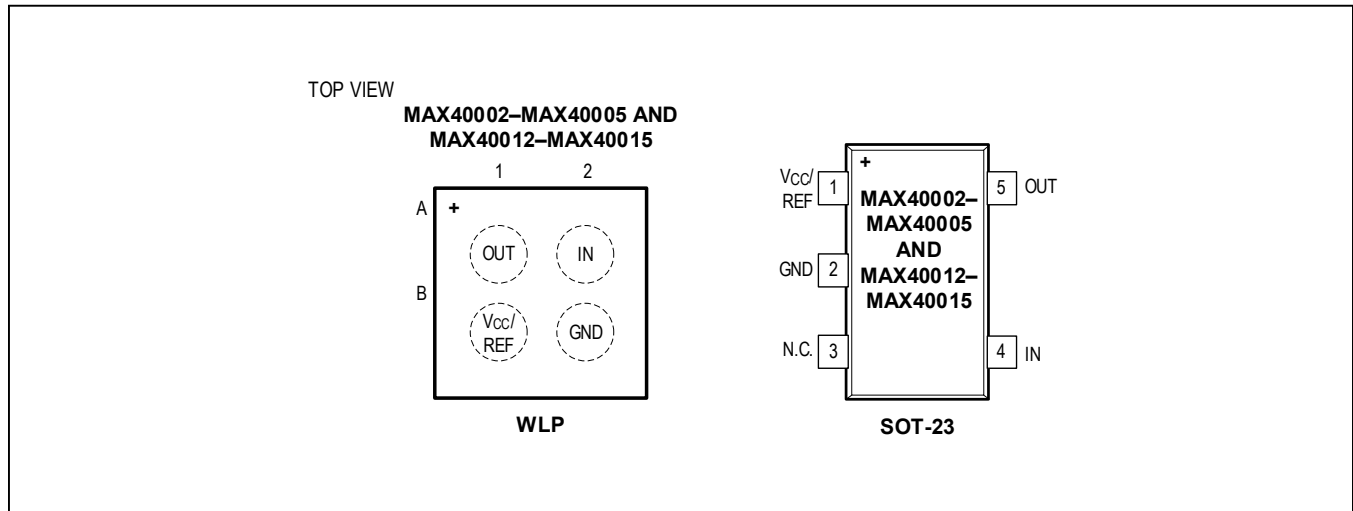 TOP VIEW
MAX40002–MAX40005 AND
MAX40012–MAX40015
1 2
A +
OUT IN
B
VCC/
REF
GND
WLP
+
VCC/
REF
1
MAX40002–
MAX40005
AND
MAX40012–
MAX40015
5 OUT
GND 2
N.C. 3
4 IN
SOT-23